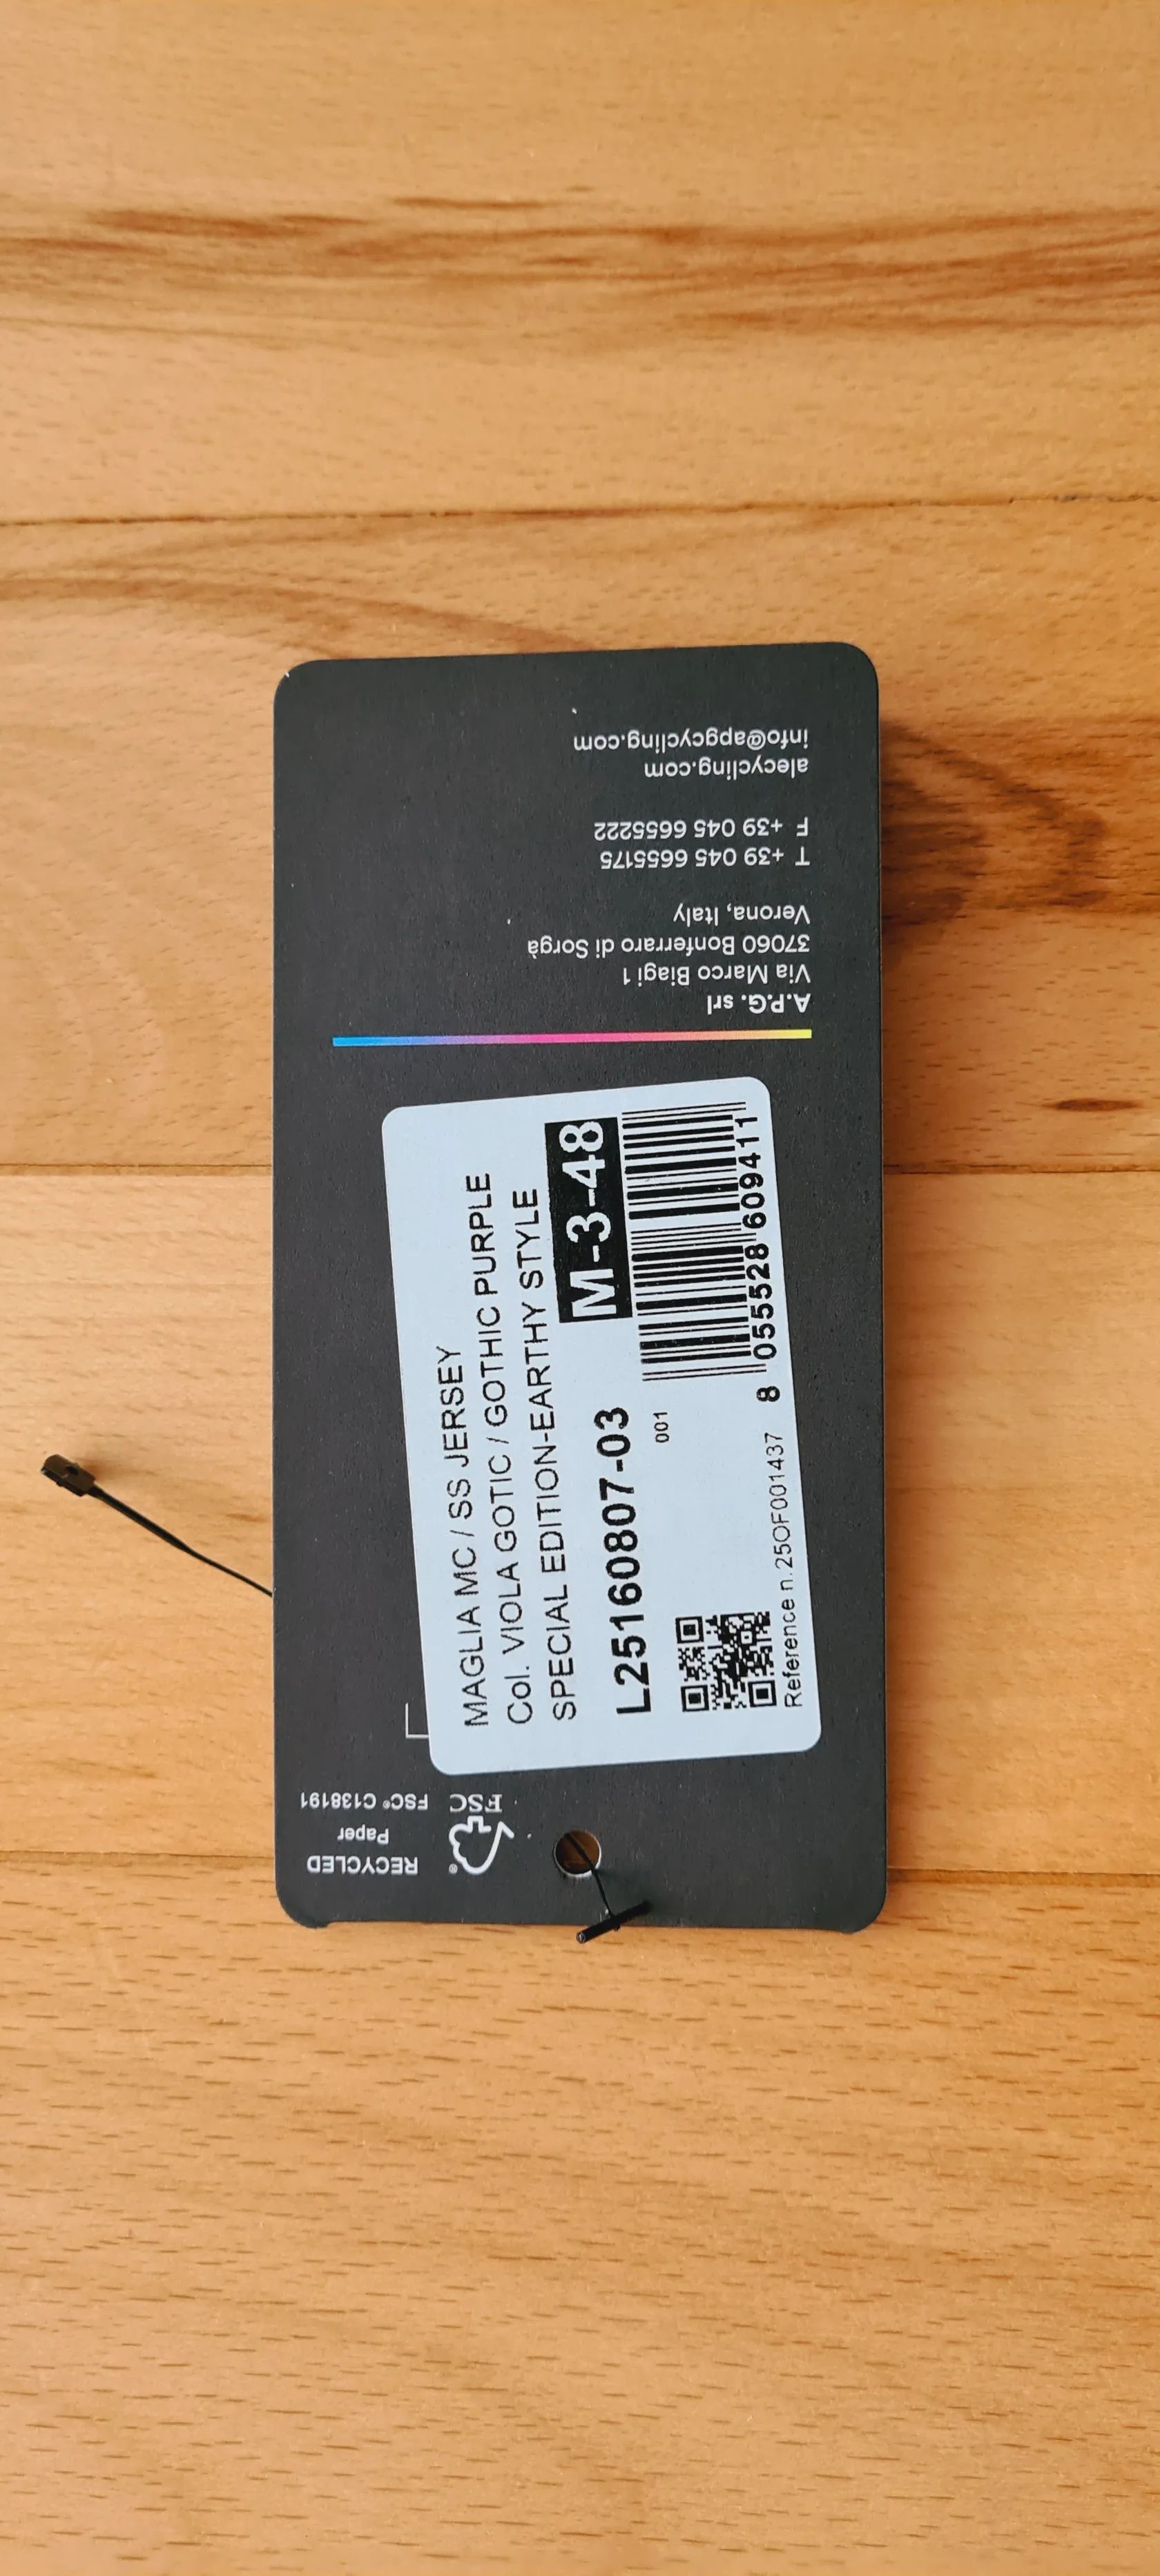 RECYCLED
Paper
FSC® C138191
FSC
®
MAGLIA MC / SS JERSEY
Col. VIOLA GOTIC / GOTHIC PURPLE
SPECIAL EDITION-EARTHY STYLE
M-3-48
L25160807-03
001
8 055528 609411
Reference n. 25OF001437
A.P.G. srl
Via Marco Biagi 1
37060 Bonferraro di Sorgà
Verona, Italy
T +39 045 6655175
F +39 045 6655222
alecycling.com
info@apgcycling.com